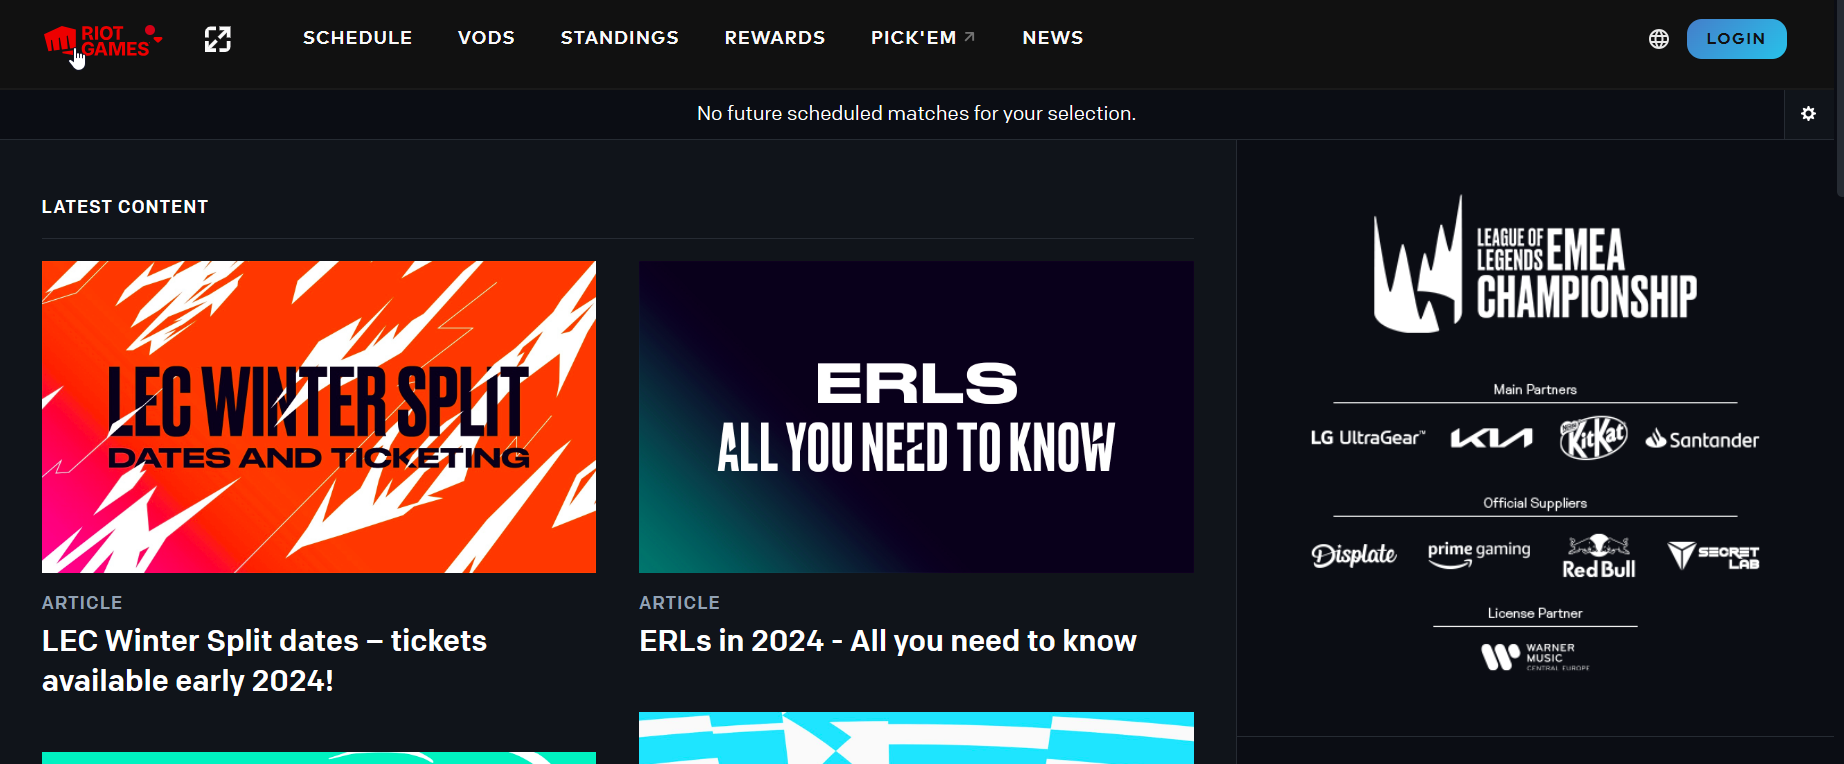 RIOT
GAMES
SCHEDULE
VODS
STANDINGS
REWARDS
PICK'EM
NEWS
LOGIN
No future scheduled matches for your selection.
LATEST CONTENT
LEC WINTER SPLIT
DATES AND TICKETING
ARTICLE
LEC Winter Split dates – tickets
available early 2024!
ERLS
ALL YOU NEED TO KNOW
ARTICLE
ERLs in 2024 - All you need to know
LEAGUE OF
LEGENDS EMEA
CHAMPIONSHIP
Main Partners
LG UltraGear™
KIA
Nestle
KitKat
Santander
Official Suppliers
Displate
prime gaming
Red Bull
SECRET
LAB
License Partner
WARNER
MUSIC
CENTRAL EUROPE